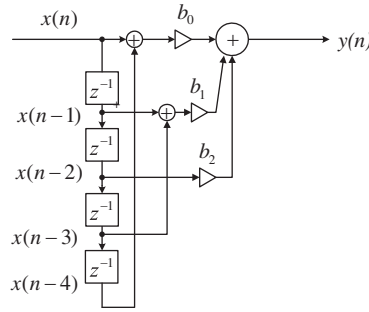 x(n)
b₀
+
+
y(n)
z⁻¹
b₁
x(n−1)
+
z⁻¹
b₂
x(n−2)
z⁻¹
x(n−3)
z⁻¹
x(n−4)